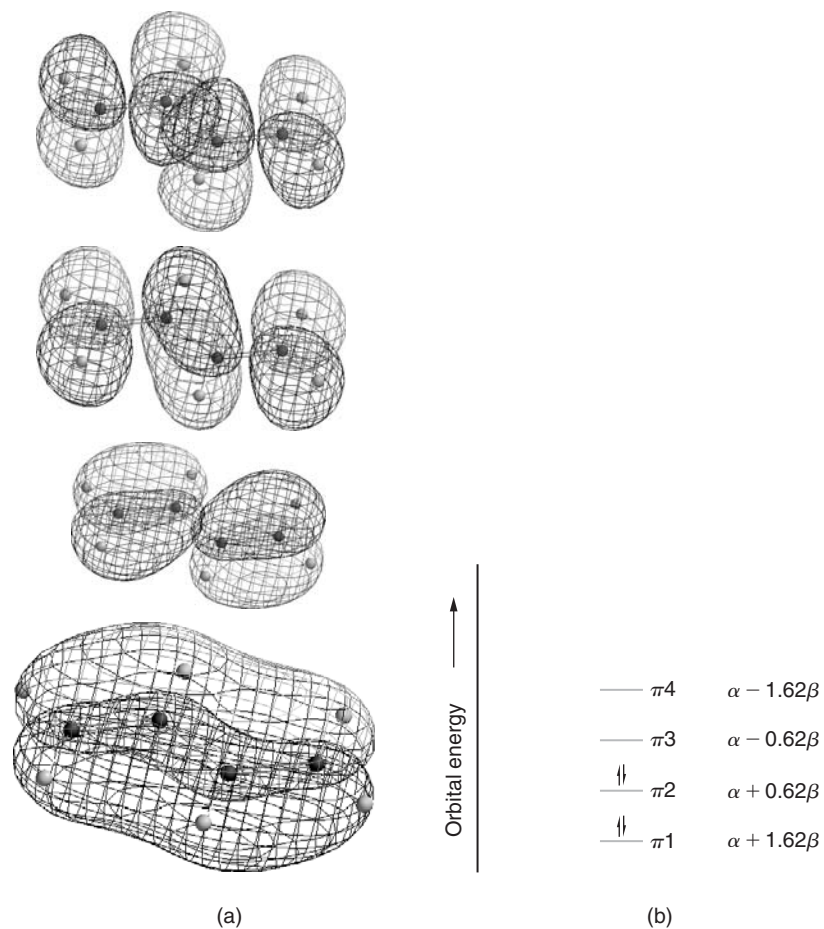 Orbital energy
π4 α − 1.62β
π3 α − 0.62β
π2 α + 0.62β
π1 α + 1.62β
(a) (b)